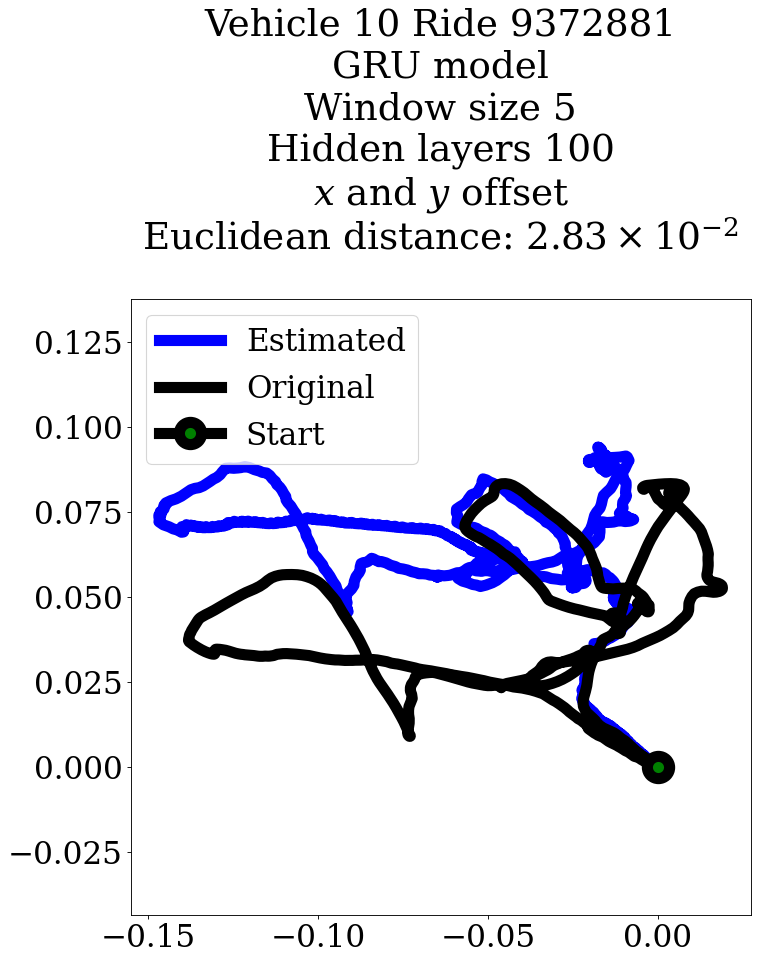 Vehicle 10 Ride 9372881
GRU model
Window size 5
Hidden layers 100
x and y offset
Euclidean distance: 2.83 × 10⁻²
Estimated
Original
Start
0.125
0.100
0.075
0.050
0.025
0.000
−0.025
−0.15 −0.10 −0.05 0.00